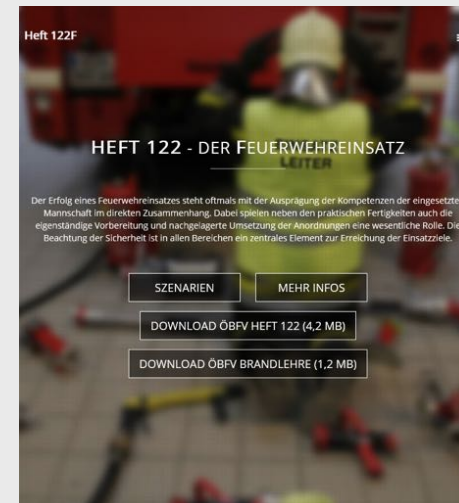 Heft 122F
LEITER
HEFT 122 - DER FEUERWEHREINSATZ
Der Erfolg eines Feuerwehreinsatzes steht oftmals mit der Ausprägung der Kompetenzen der eingesetzte
Mannschaft im direkten Zusammenhang. Dabei spielen neben den praktischen Fertigkeiten auch die
eigenständige Vorbereitung und nachgelagerte Umsetzung der Anordnungen eine wesentliche Rolle. Die
Beachtung der Sicherheit ist in allen Bereichen ein zentrales Element zur Erreichung der Einsatzziele.
SZENARIEN
MEHR INFOS
DOWNLOAD ÖBFV HEFT 122 (4,2 MB)
DOWNLOAD ÖBFV BRANDLEHRE (1,2 MB)